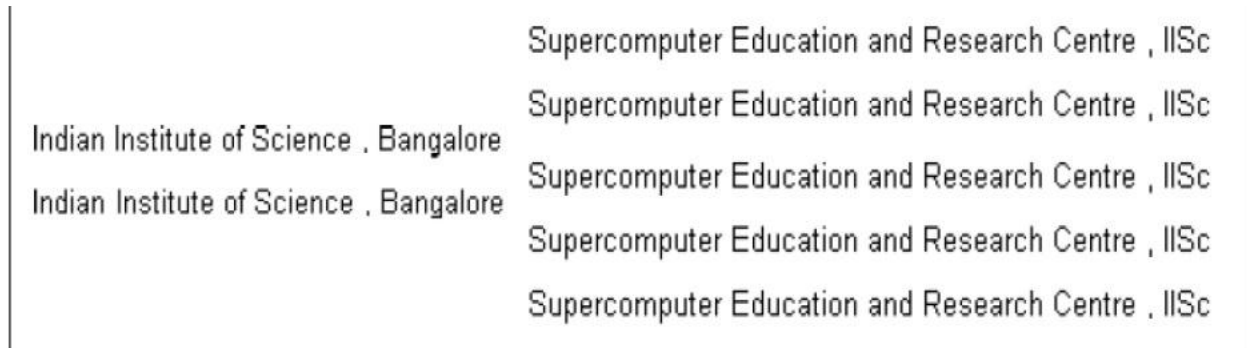 Indian Institute of Science , Bangalore
Indian Institute of Science , Bangalore
Supercomputer Education and Research Centre , IISc
Supercomputer Education and Research Centre , IISc
Supercomputer Education and Research Centre , IISc
Supercomputer Education and Research Centre , IISc
Supercomputer Education and Research Centre , IISc